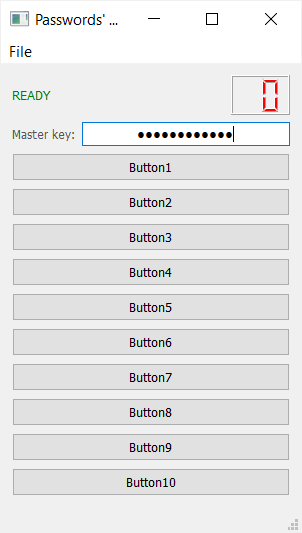 Passwords' ...
File
READY
0
Master key: ●●●●●●●●●●●●
Button1
Button2
Button3
Button4
Button5
Button6
Button7
Button8
Button9
Button10